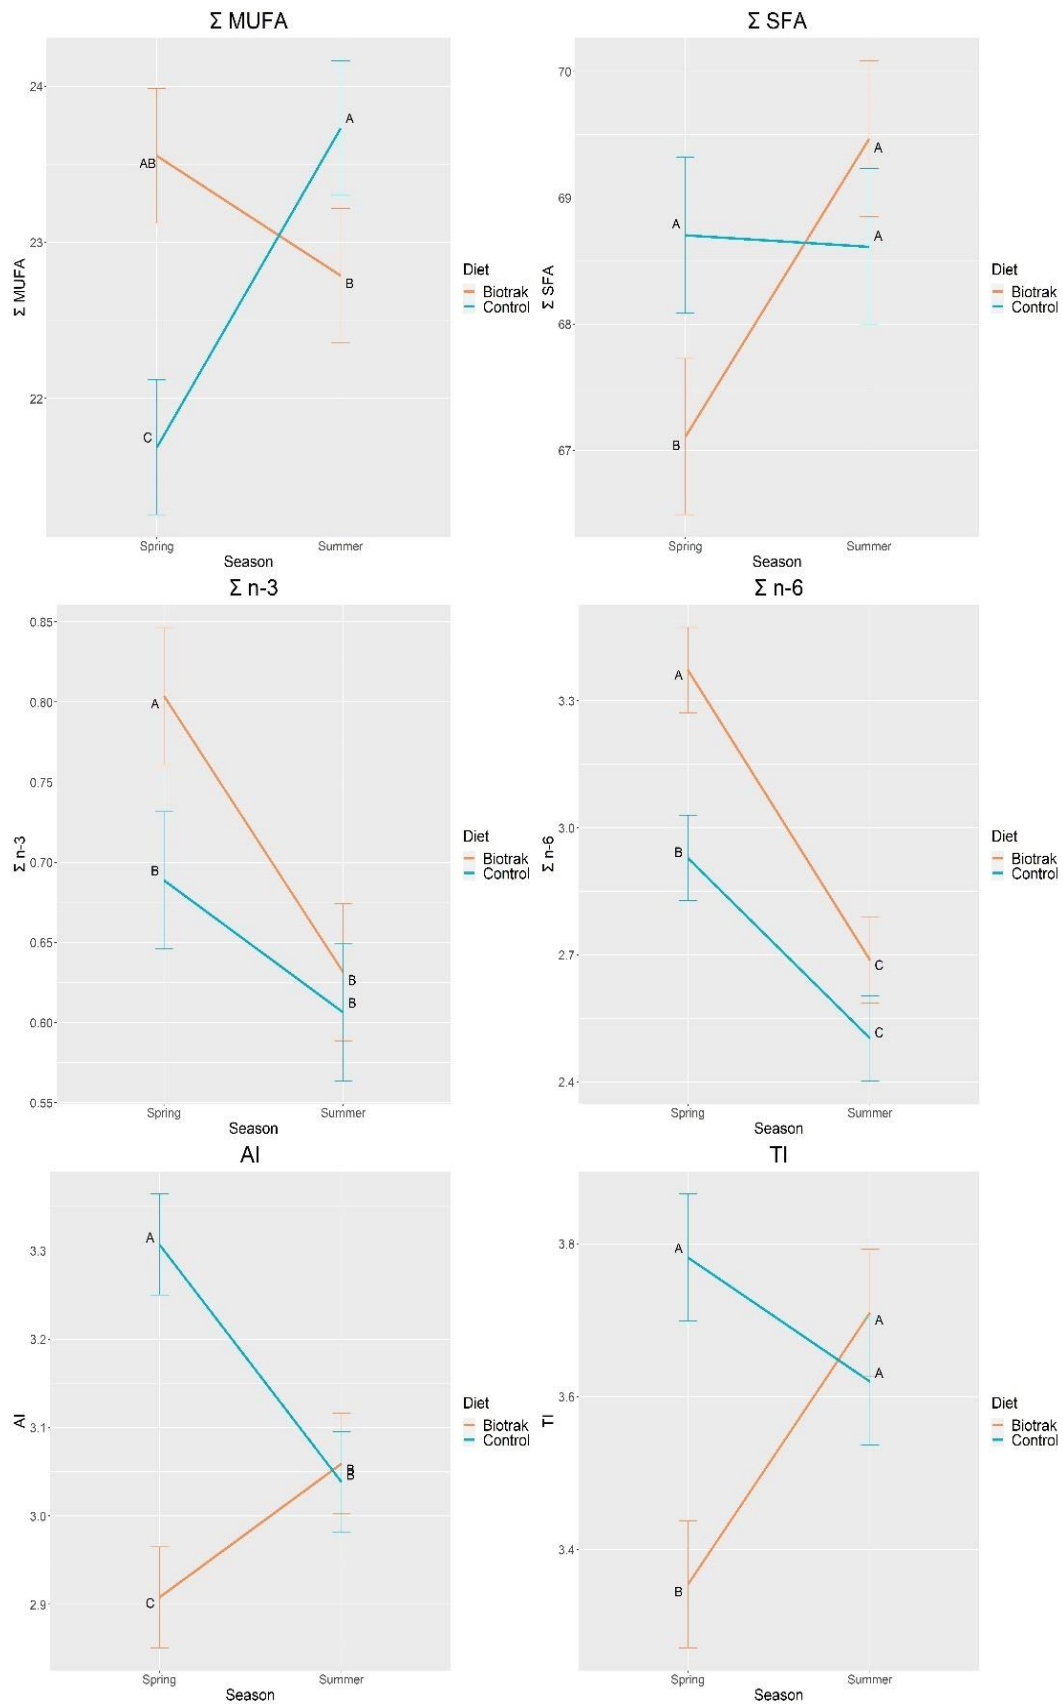 Σ MUFA
Σ MUFA
24
23
22
AB
A
B
C
Spring
Summer
Season
Diet
Biotrak
Control
Σ SFA
Σ SFA
70
69
68
67
A
A
A
B
Spring
Summer
Season
Diet
Biotrak
Control
Σ n-3
Σ n-3
0.85
0.80
0.75
0.70
0.65
0.60
0.55
A
B
B
B
Spring
Summer
Season
Diet
Biotrak
Control
Σ n-6
Σ n-6
3.3
3.0
2.7
2.4
A
B
C
C
Spring
Summer
Season
Diet
Biotrak
Control
AI
AI
3.3
3.2
3.1
3.0
2.9
A
B
B
C
Spring
Summer
Season
Diet
Biotrak
Control
TI
TI
3.8
3.6
3.4
A
A
A
B
Spring
Summer
Season
Diet
Biotrak
Control